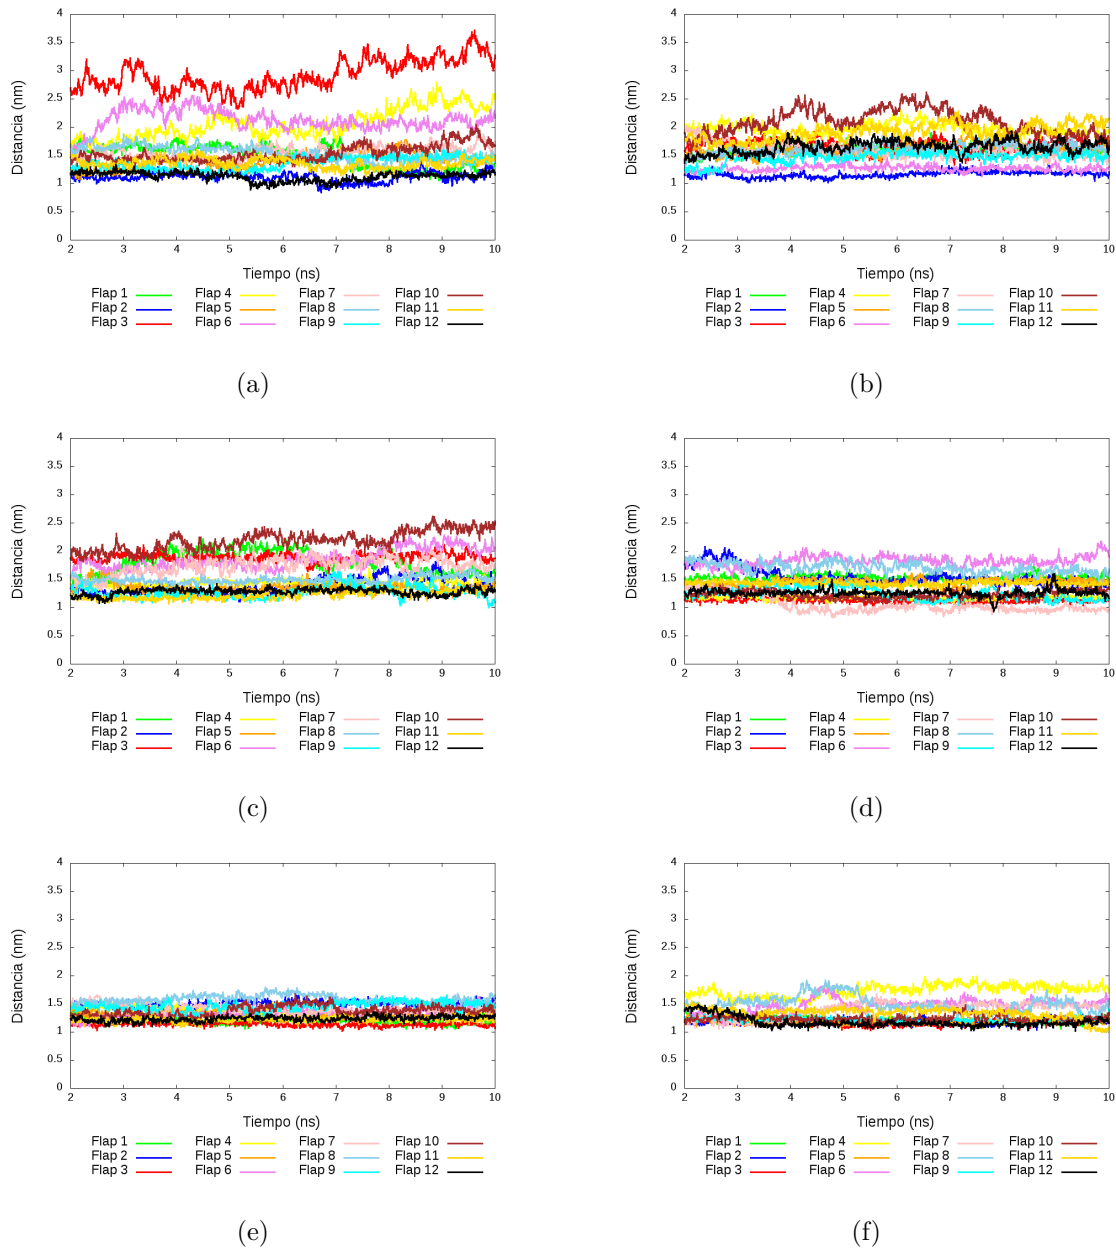 4
3.5
3
2.5
2
1.5
1
0.5
0
2 3 4 5 6 7 8 9 10
Distancia (nm)
Tiempo (ns)
Flap 1 Flap 4 Flap 7 Flap 10
Flap 2 Flap 5 Flap 8 Flap 11
Flap 3 Flap 6 Flap 9 Flap 12
(a)
4
3.5
3
2.5
2
1.5
1
0.5
0
2 3 4 5 6 7 8 9 10
Distancia (nm)
Tiempo (ns)
Flap 1 Flap 4 Flap 7 Flap 10
Flap 2 Flap 5 Flap 8 Flap 11
Flap 3 Flap 6 Flap 9 Flap 12
(b)
4
3.5
3
2.5
2
1.5
1
0.5
0
2 3 4 5 6 7 8 9 10
Distancia (nm)
Tiempo (ns)
Flap 1 Flap 4 Flap 7 Flap 10
Flap 2 Flap 5 Flap 8 Flap 11
Flap 3 Flap 6 Flap 9 Flap 12
(c)
4
3.5
3
2.5
2
1.5
1
0.5
0
2 3 4 5 6 7 8 9 10
Distancia (nm)
Tiempo (ns)
Flap 1 Flap 4 Flap 7 Flap 10
Flap 2 Flap 5 Flap 8 Flap 11
Flap 3 Flap 6 Flap 9 Flap 12
(d)
4
3.5
3
2.5
2
1.5
1
0.5
0
2 3 4 5 6 7 8 9 10
Distancia (nm)
Tiempo (ns)
Flap 1 Flap 4 Flap 7 Flap 10
Flap 2 Flap 5 Flap 8 Flap 11
Flap 3 Flap 6 Flap 9 Flap 12
(e)
4
3.5
3
2.5
2
1.5
1
0.5
0
2 3 4 5 6 7 8 9 10
Distancia (nm)
Tiempo (ns)
Flap 1 Flap 4 Flap 7 Flap 10
Flap 2 Flap 5 Flap 8 Flap 11
Flap 3 Flap 6 Flap 9 Flap 12
(f)